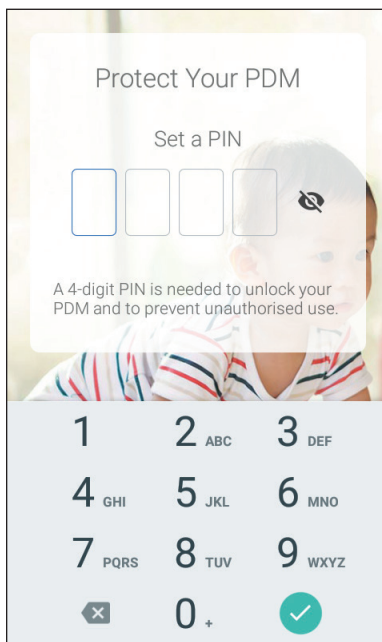 Protect Your PDM
Set a PIN
A 4-digit PIN is needed to unlock your
PDM and to prevent unauthorised use.
1 2 ABC 3 DEF
4 GHI 5 JKL 6 MNO
7 PQRS 8 TUV 9 WXYZ
0 +